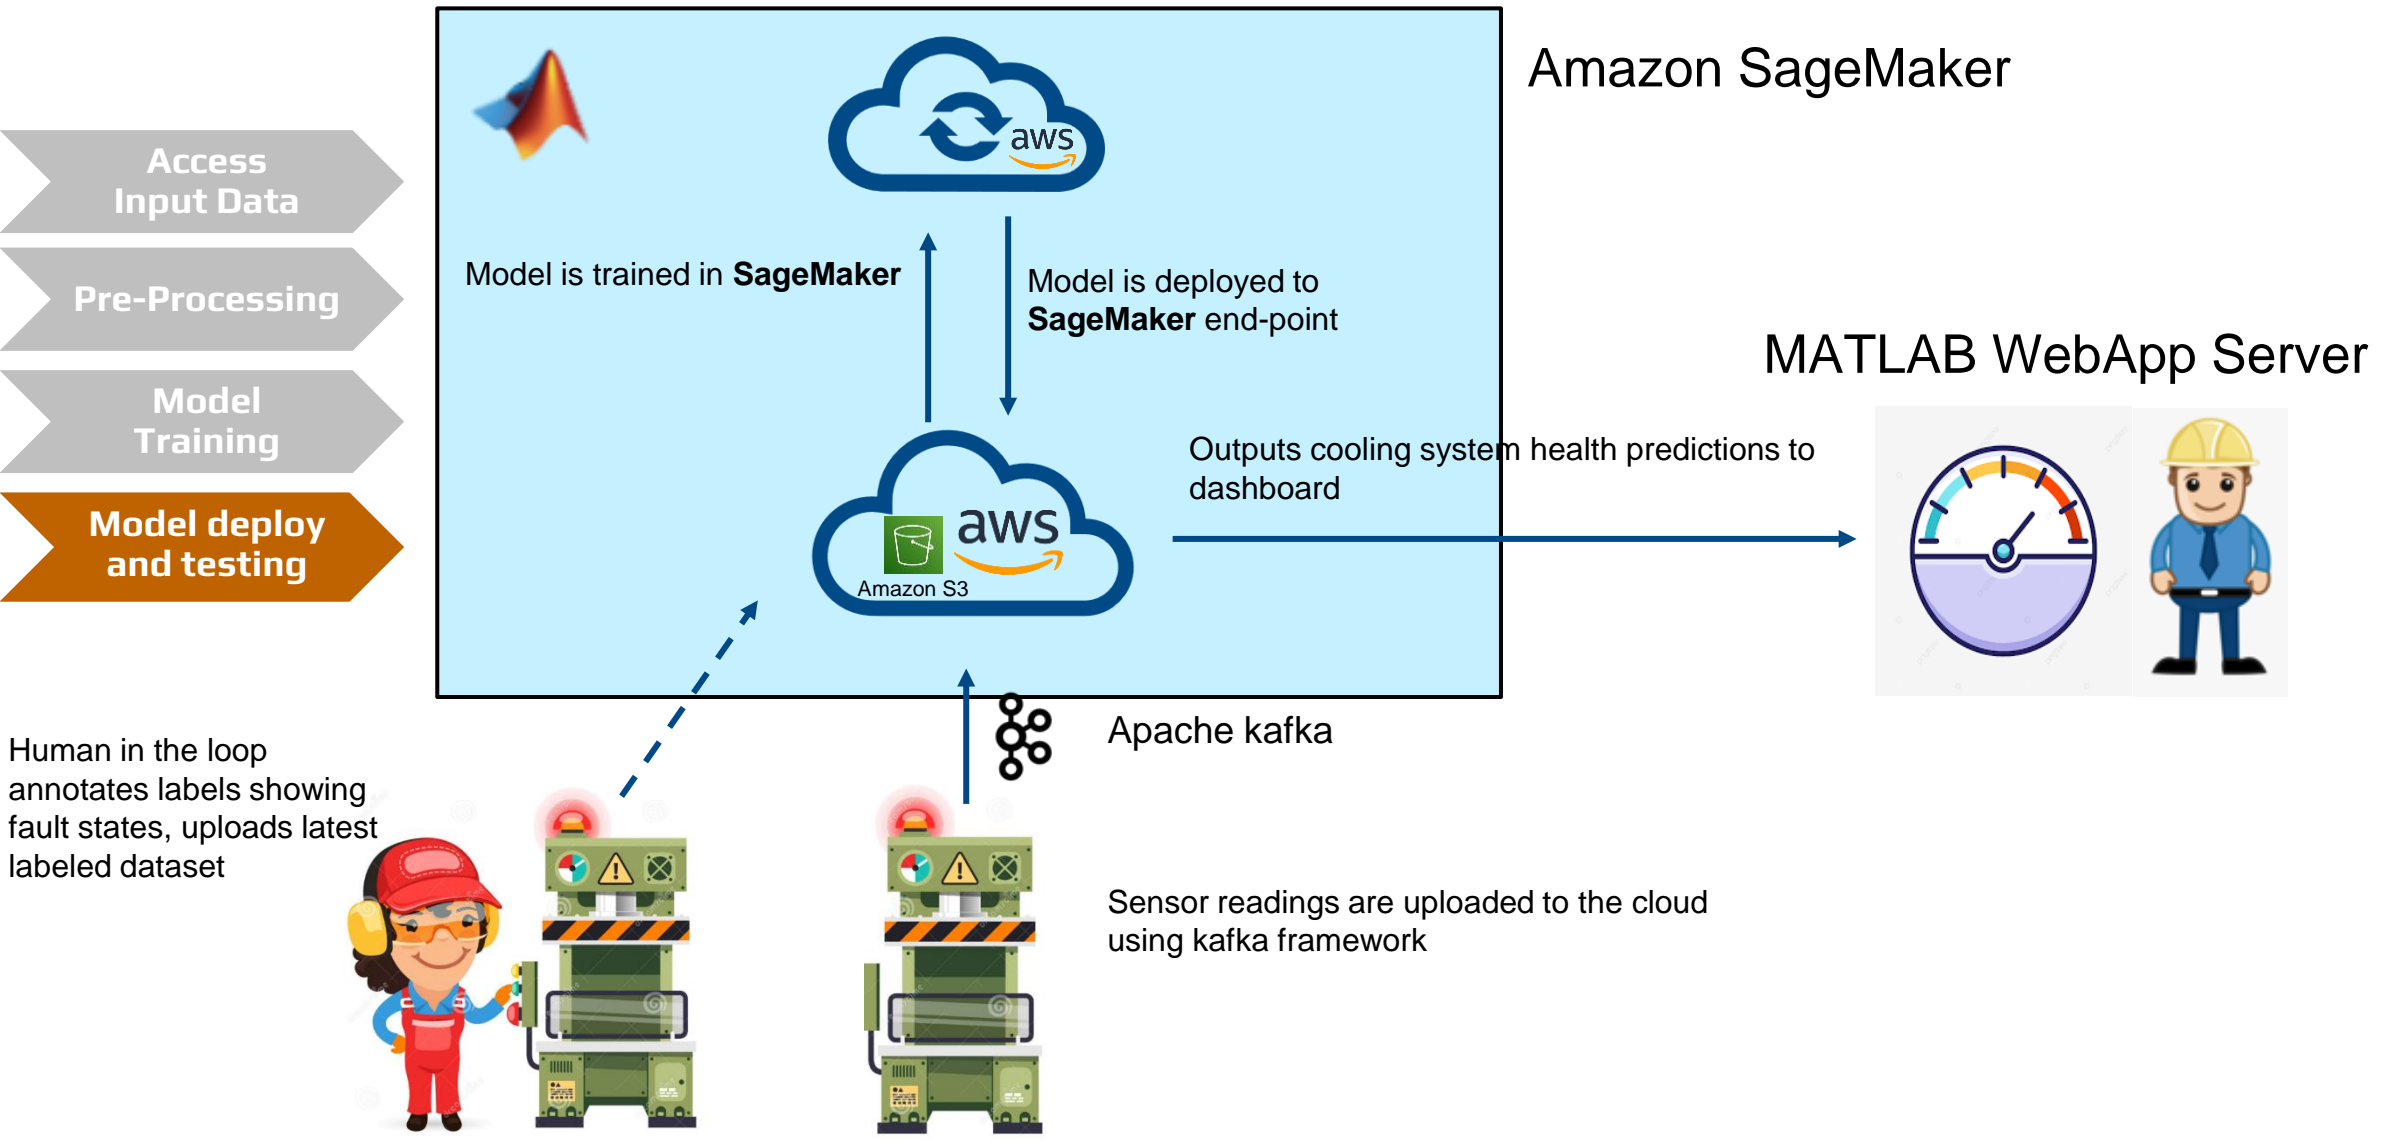 Amazon SageMaker
aws
Access
Input Data
Pre-Processing
Model
Training
Model deploy
and testing
Model is trained in SageMaker
Model is deployed to
SageMaker end-point
MATLAB WebApp Server
Outputs cooling system health predictions to
dashboard
aws
Amazon S3
Apache kafka
Human in the loop
annotates labels showing
fault states, uploads latest
labeled dataset
Sensor readings are uploaded to the cloud
using kafka framework